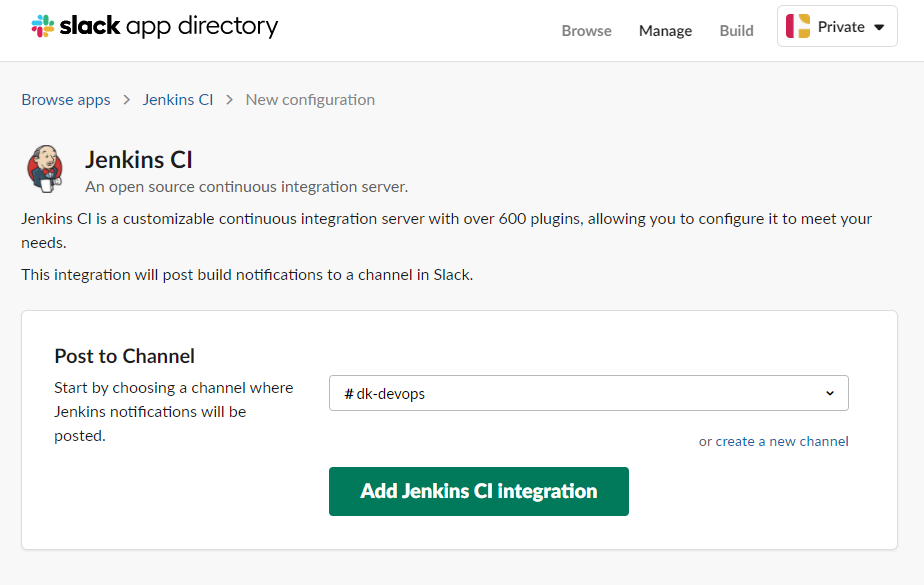 slack app directory
Browse Manage Build Private
Browse apps > Jenkins CI > New configuration
Jenkins CI
An open source continuous integration server.
Jenkins CI is a customizable continuous integration server with over 600 plugins, allowing you to configure it to meet your
needs.
This integration will post build notifications to a channel in Slack.
Post to Channel
Start by choosing a channel where
Jenkins notifications will be
posted.
# dk-devops
or create a new channel
Add Jenkins CI integration